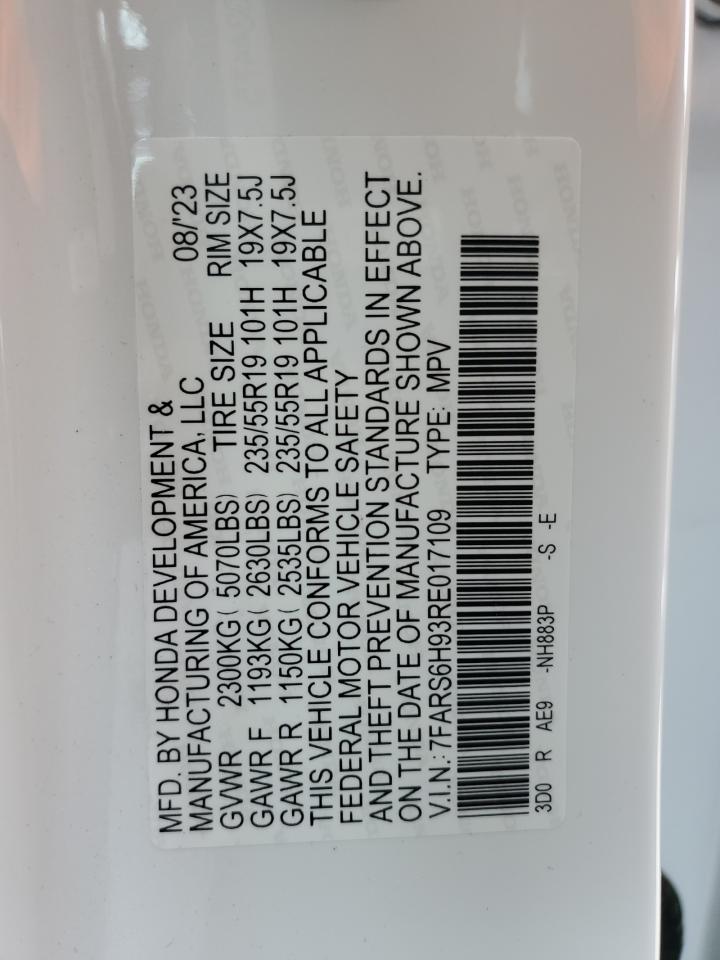 MFD. BY HONDA DEVELOPMENT &
MANUFACTURING OF AMERICA, LLC 08/'23
GVWR 2300KG( 5070LBS) TIRE SIZE RIM SIZE
GAWR F 1193KG( 2630LBS) 235/55R19 101H 19X7.5J
GAWR R 1150KG( 2535LBS) 235/55R19 101H 19X7.5J
THIS VEHICLE CONFORMS TO ALL APPLICABLE
FEDERAL MOTOR VEHICLE SAFETY
AND THEFT PREVENTION STANDARDS IN EFFECT
ON THE DATE OF MANUFACTURE SHOWN ABOVE.
V.I.N.: 7FARS6H93RE017109 TYPE: MPV
3D0 R AE9 -NH883P -S -E